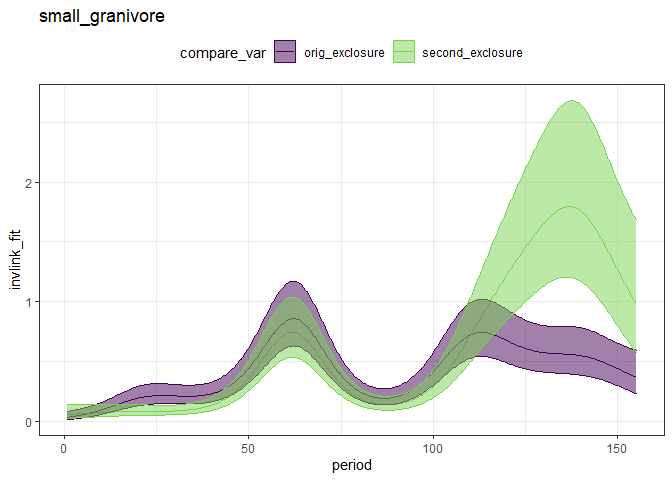 small_granivore
compare_var orig_exclosure second_exclosure
2
1
0
invlink_fit
0 50 100 150
period